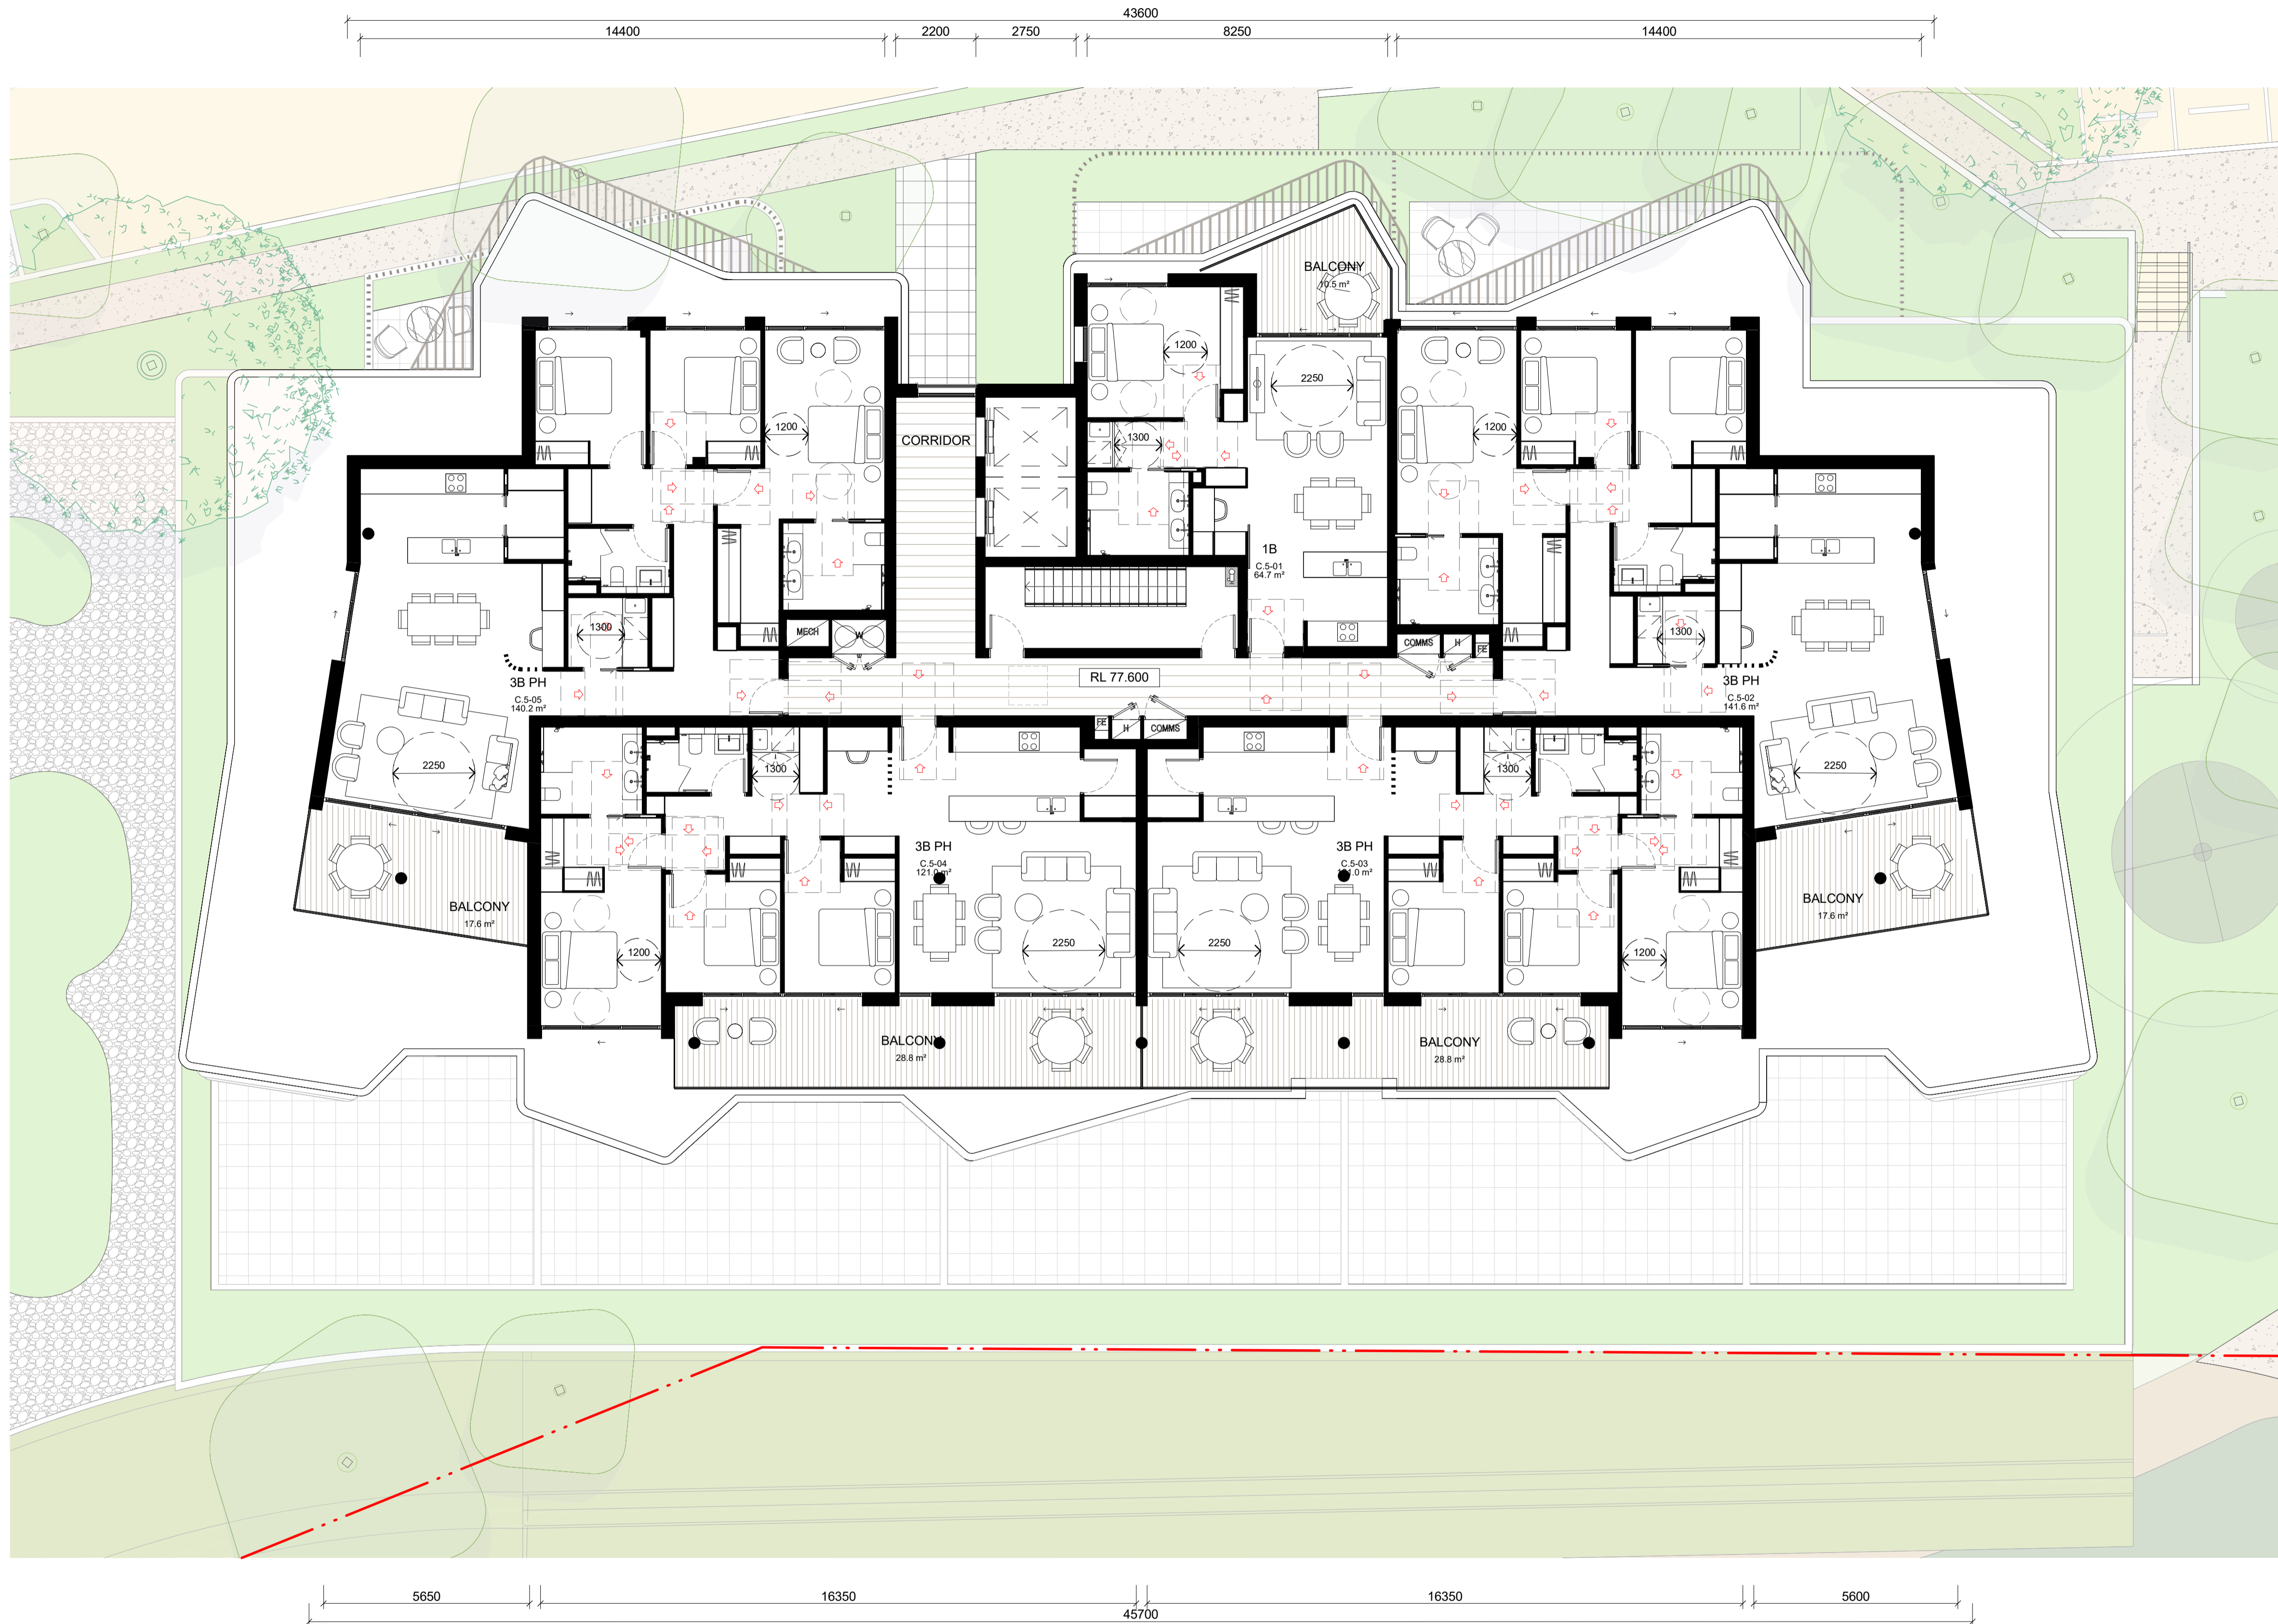 43600
14400
2200
2750
8250
14400
BALCONY
10.5 m²
1200
2250
1200
1200
CORRIDOR
1300
1B
C.5-01
64.7 m²
1300
MECH
W
COMMS
H
FE
1300
3B PH
C.5-05
140.2 m²
RL 77.600
3B PH
C.5-02
141.6 m²
FE
H
COMMS
2250
1300
1300
2250
3B PH
C.5-04
121.0 m²
3B PH
C.5-03
BALCONY
17.6 m²
BALCONY
17.6 m²
1200
2250
2250
1200
BALCONY
28.8 m²
BALCONY
28.8 m²
5650
16350
16350
5600
45700